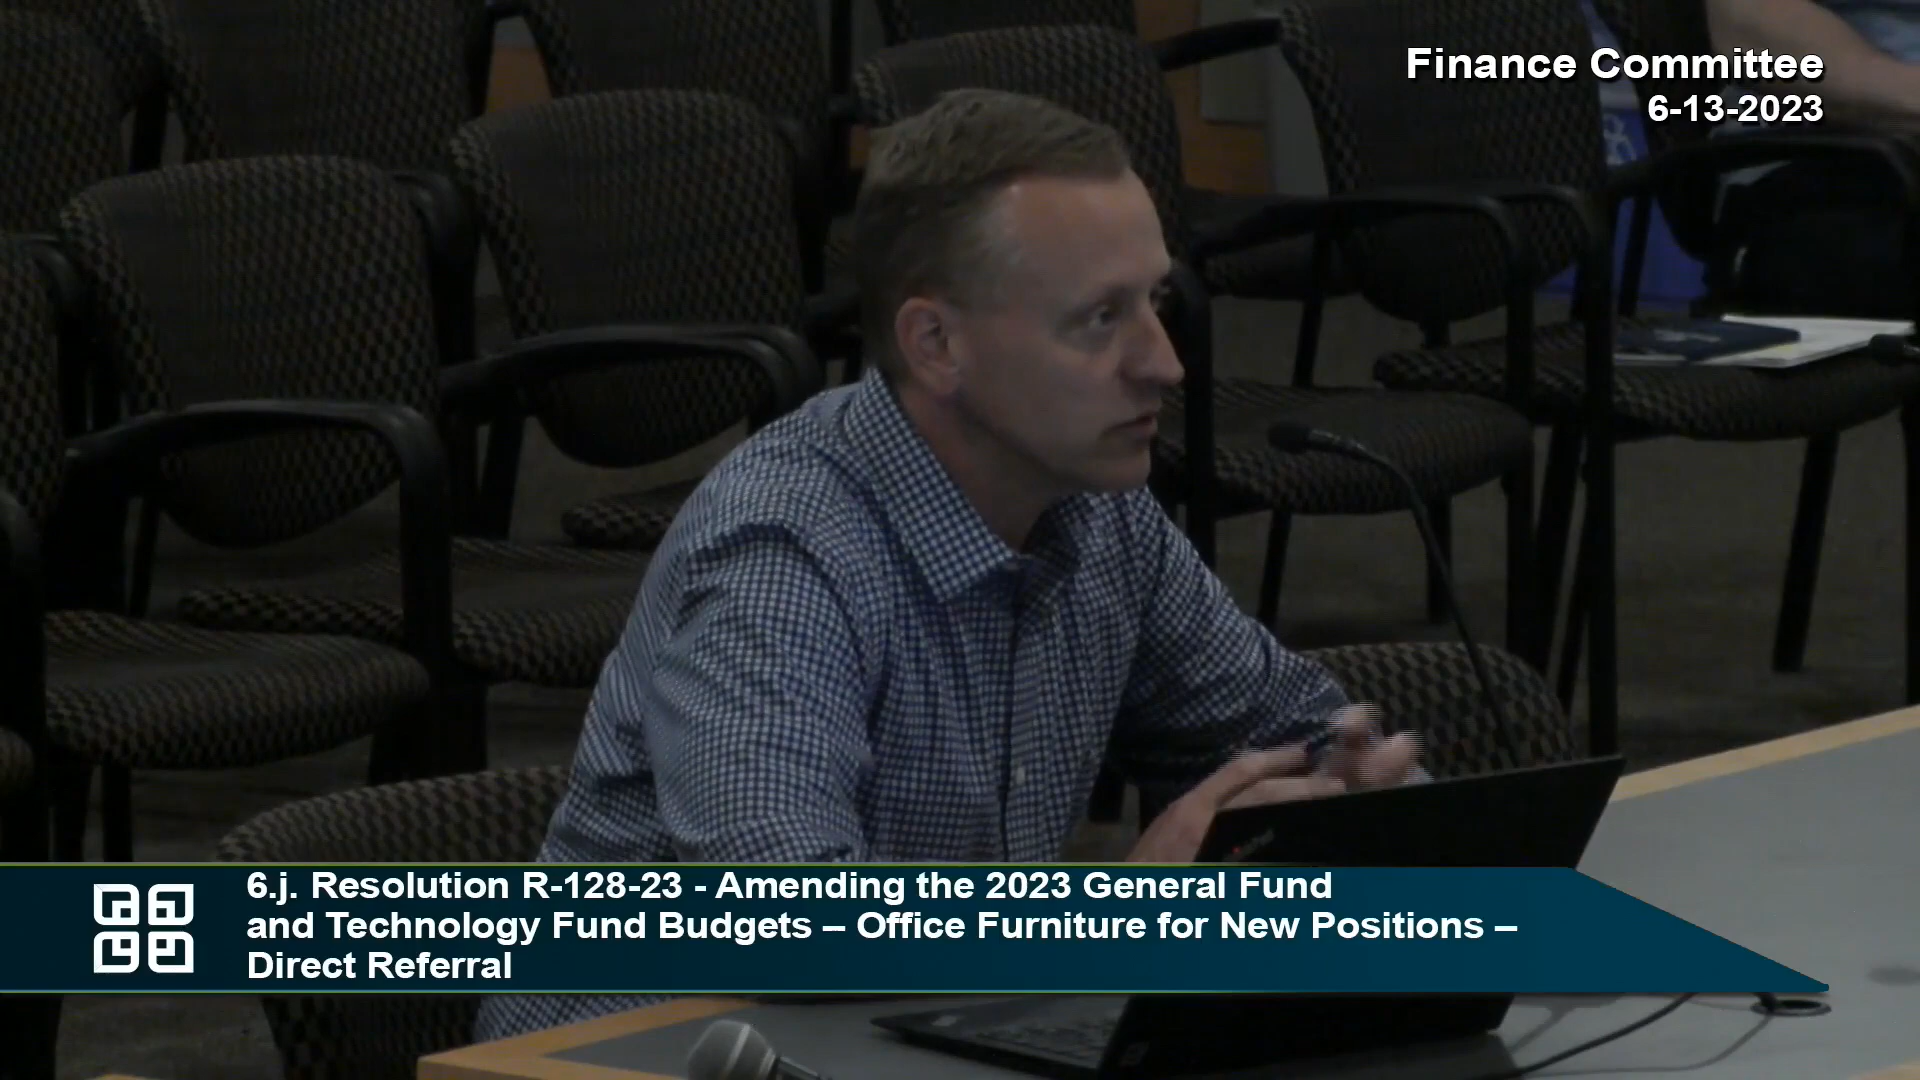 Finance Committee
6-13-2023
6.j. Resolution R-128-23 - Amending the 2023 General Fund
and Technology Fund Budgets – Office Furniture for New Positions –
Direct Referral